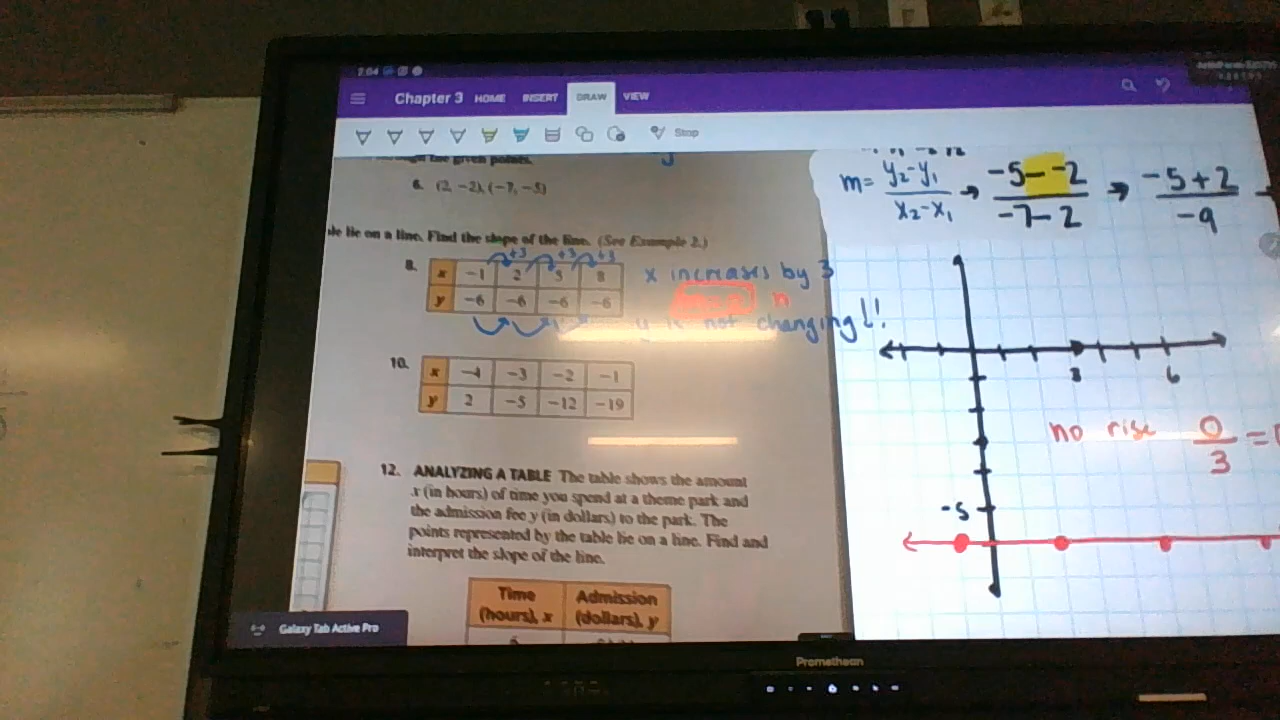 2:04
Chapter 3 HOME INSERT DRAW VIEW
Stop
the given points.
6. (2, −2), (−7, −5)
lie on a line. Find the slope of the line. (See Example 2.)
+3 +3 +3
8. x −1 2 5 8
y −6 −6 −6 −6
x increases by 3
y is not changing!!
10. x −4 −3 −2 −1
y 2 −5 −12 −19
12. ANALYZING A TABLE The table shows the amount
x (in hours) of time you spend at a theme park and
the admission fee y (in dollars) to the park. The
points represented by the table lie on a line. Find and
interpret the slope of the line.
Time (hours), x
Admission (dollars), y
m= y₂-y₁ / x₂-x₁ → -5--2 / -7-2 → -5+2 / -9
3 6
no rise 0/3 =
-5
Galaxy Tab Active Pro
Promethean